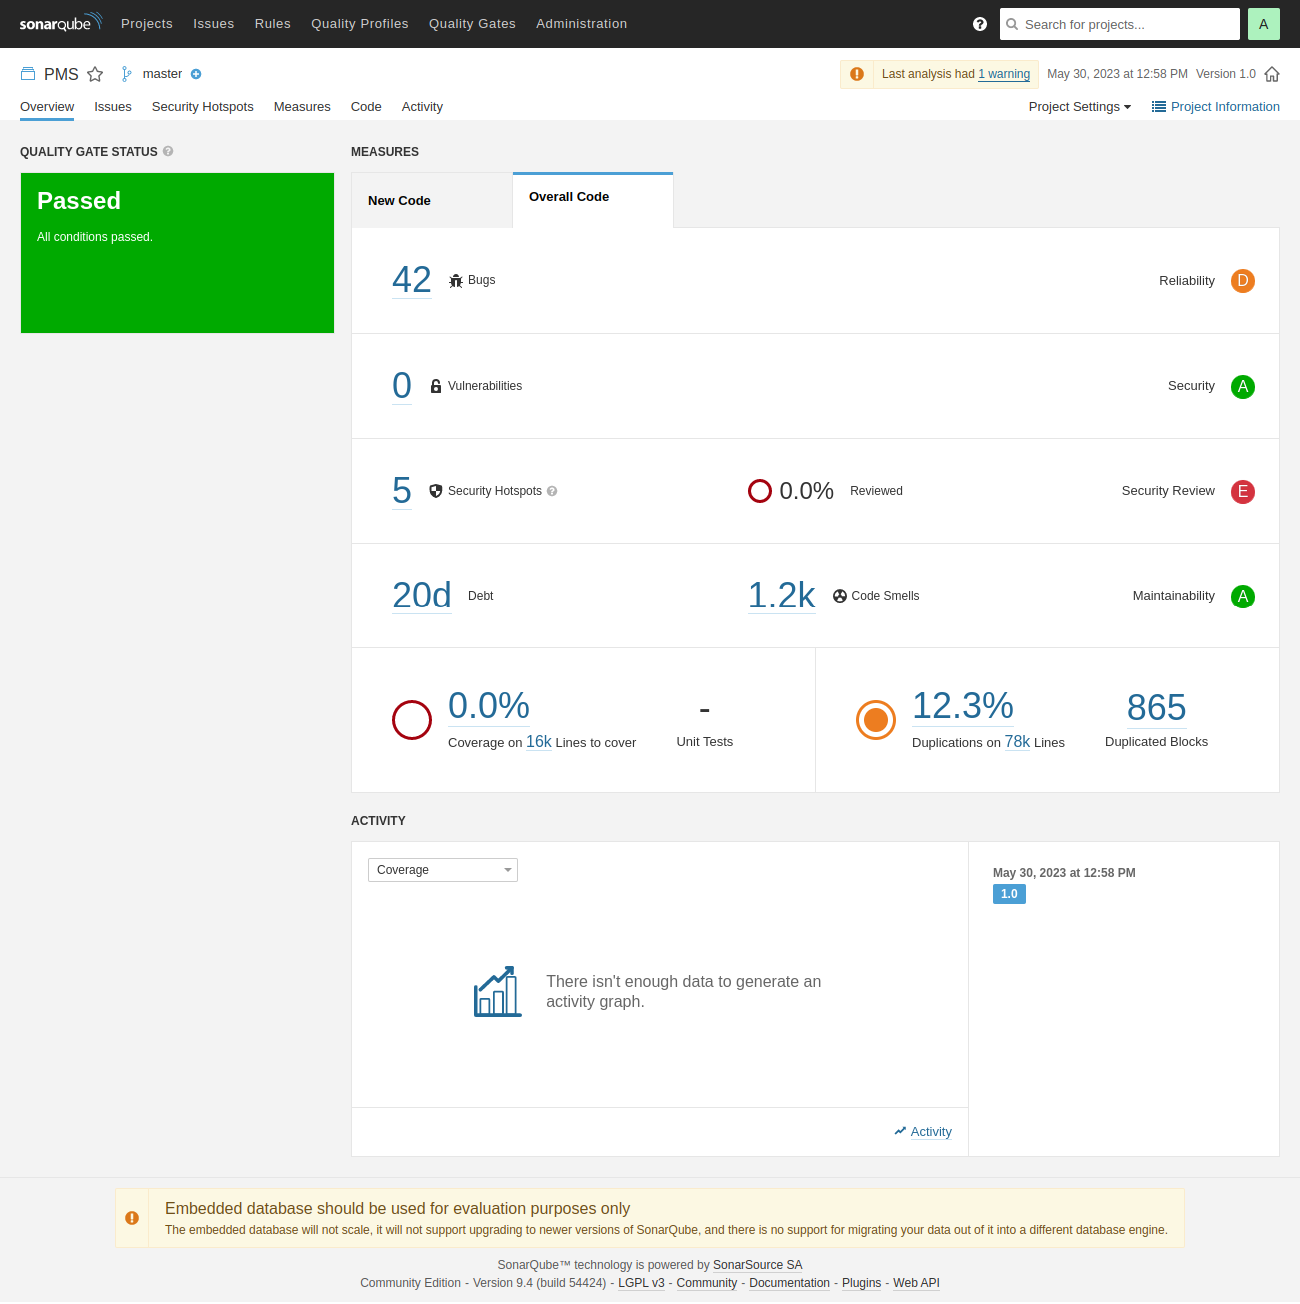 sonarqube Projects Issues Rules Quality Profiles Quality Gates Administration Search for projects... A
PMS master Last analysis had 1 warning May 30, 2023 at 12:58 PM Version 1.0
Overview Issues Security Hotspots Measures Code Activity Project Settings Project Information
QUALITY GATE STATUS
Passed
All conditions passed.
MEASURES
New Code Overall Code
42 Bugs Reliability D
0 Vulnerabilities Security A
5 Security Hotspots 0.0% Reviewed Security Review E
20d Debt 1.2k Code Smells Maintainability A
0.0% - 12.3% 865
Coverage on 16k Lines to cover Unit Tests Duplications on 78k Lines Duplicated Blocks
ACTIVITY
Coverage
May 30, 2023 at 12:58 PM
1.0
There isn't enough data to generate an
activity graph.
Activity
Embedded database should be used for evaluation purposes only
The embedded database will not scale, it will not support upgrading to newer versions of SonarQube, and there is no support for migrating your data out of it into a different database engine.
SonarQube™ technology is powered by SonarSource SA
Community Edition - Version 9.4 (build 54424) - LGPL v3 - Community - Documentation - Plugins - Web API